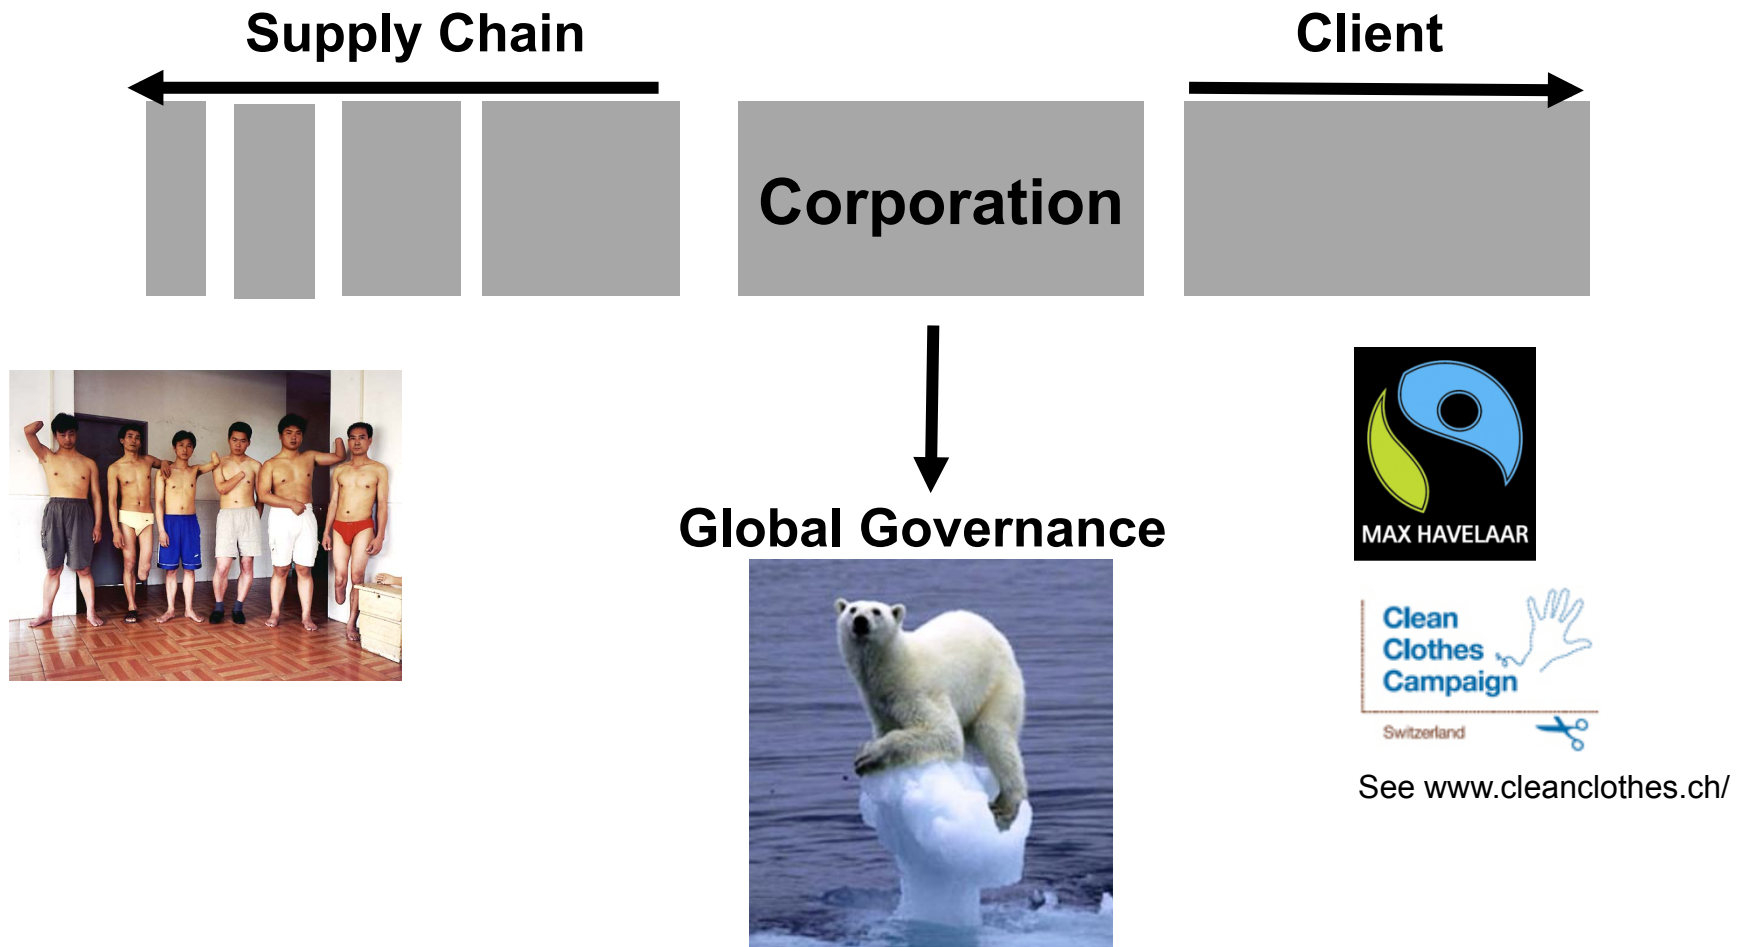 Supply Chain
Client
Corporation
Global Governance
MAX HAVELAAR
Clean
Clothes
Campaign
Switzerland
See www.cleanclothes.ch/